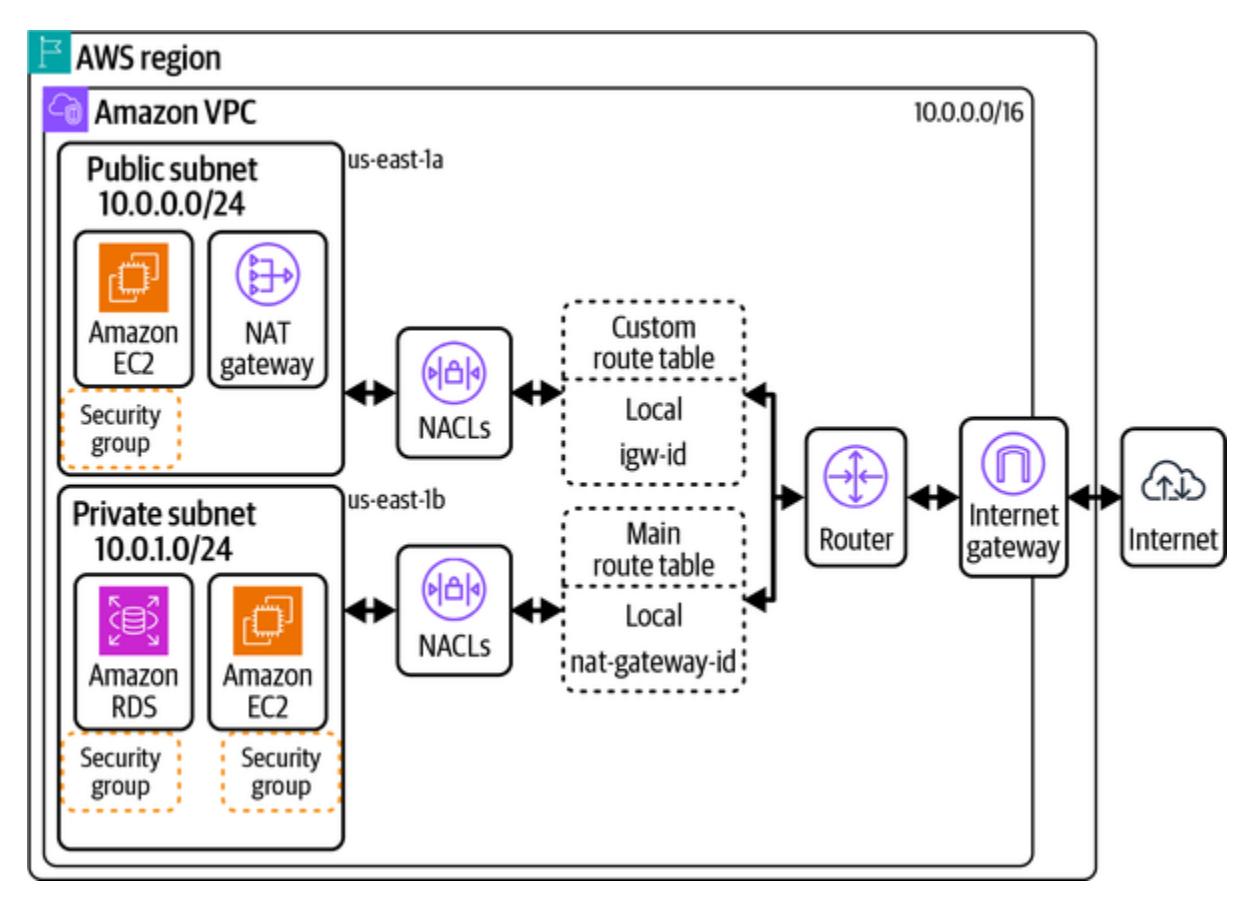 AWS region
Amazon VPC
10.0.0.0/16
Public subnet
10.0.0.0/24
us-east-1a
Amazon
EC2
NAT
gateway
Security
group
NACLs
Custom
route table
Local
igw-id
Private subnet
10.0.1.0/24
us-east-1b
Amazon
RDS
Amazon
EC2
Security
group
Security
group
NACLs
Main
route table
Local
nat-gateway-id
Router
Internet
gateway
Internet